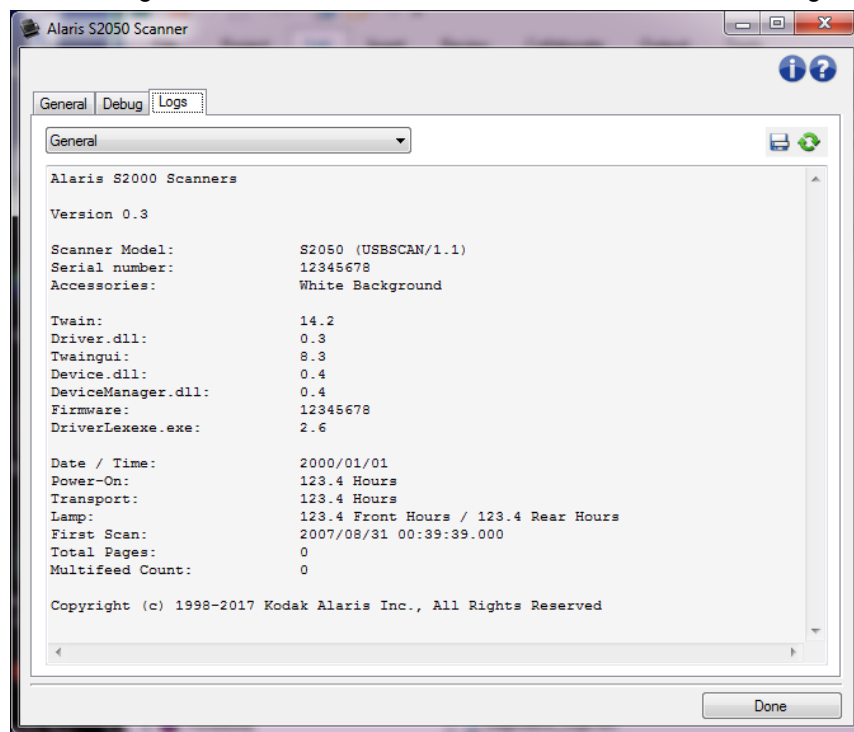 Alaris S2050 Scanner
General Debug Logs
General
Alaris S2000 Scanners
Version 0.3
Scanner Model: S2050 (USBSCAN/1.1)
Serial number: 12345678
Accessories: White Background
Twain: 14.2
Driver.dll: 0.3
Twaingui: 8.3
Device.dll: 0.4
DeviceManager.dll: 0.4
Firmware: 12345678
DriverLexexe.exe: 2.6
Date / Time: 2000/01/01
Power-On: 123.4 Hours
Transport: 123.4 Hours
Lamp: 123.4 Front Hours / 123.4 Rear Hours
First Scan: 2007/08/31 00:39:39.000
Total Pages: 0
Multifeed Count: 0
Copyright (c) 1998-2017 Kodak Alaris Inc., All Rights Reserved
Done